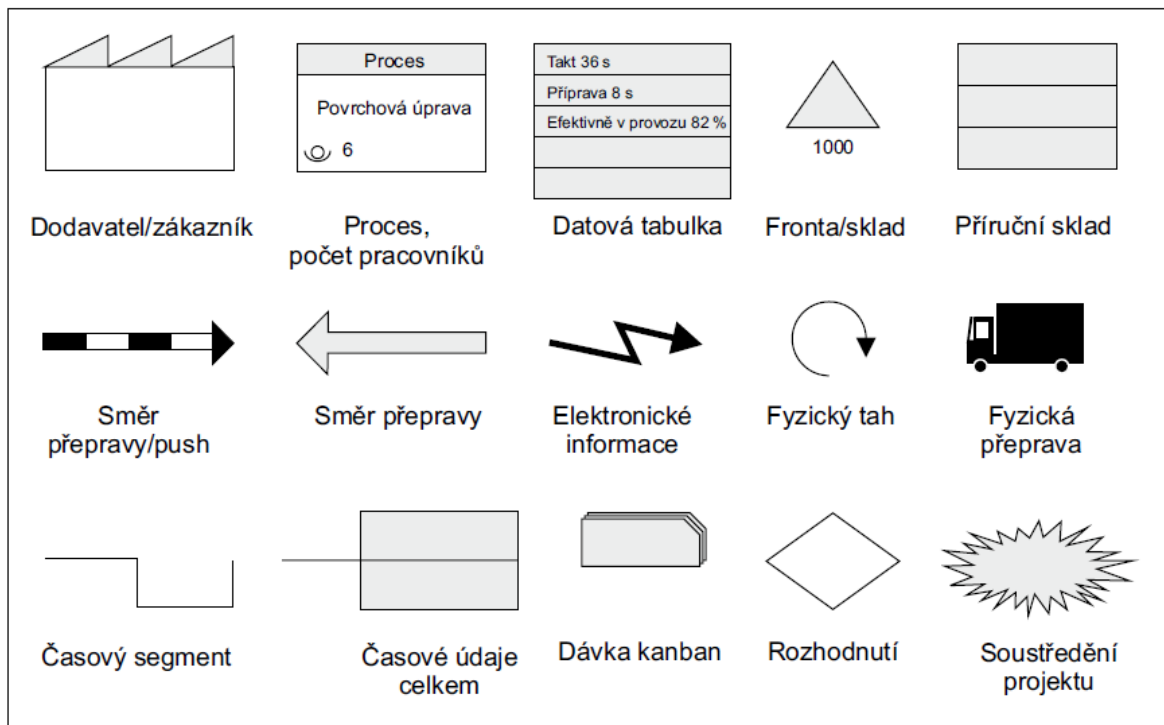 Proces
Povrchová úprava
6
Takt 36 s
Příprava 8 s
Efektivně v provozu 82 %
1000
Dodavatel/zákazník
Proces,
počet pracovníků
Datová tabulka
Fronta/sklad
Příruční sklad
Směr
přepravy/push
Směr přepravy
Elektronické
informace
Fyzický tah
Fyzická
přeprava
Časový segment
Časové údaje
celkem
Dávka kanban
Rozhodnutí
Soustředění
projektu